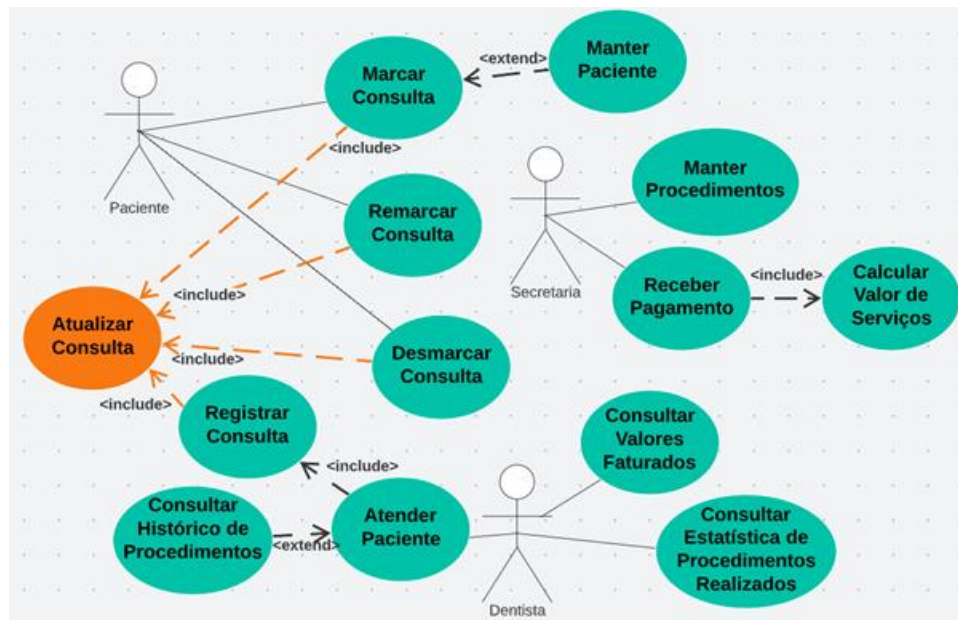 Marcar
Consulta
<extend>
Manter
Paciente
<include>
Paciente
Remarcar
Consulta
<include>
Manter
Procedimentos
Secretaria
Receber
Pagamento
<include>
Calcular
Valor de
Serviços
Atualizar
Consulta
<include>
Desmarcar
Consulta
<include>
Registrar
Consulta
<include>
Consultar
Valores
Faturados
Consultar
Histórico de
Procedimentos
<extend>
Atender
Paciente
Dentista
Consultar
Estatística de
Procedimentos
Realizados